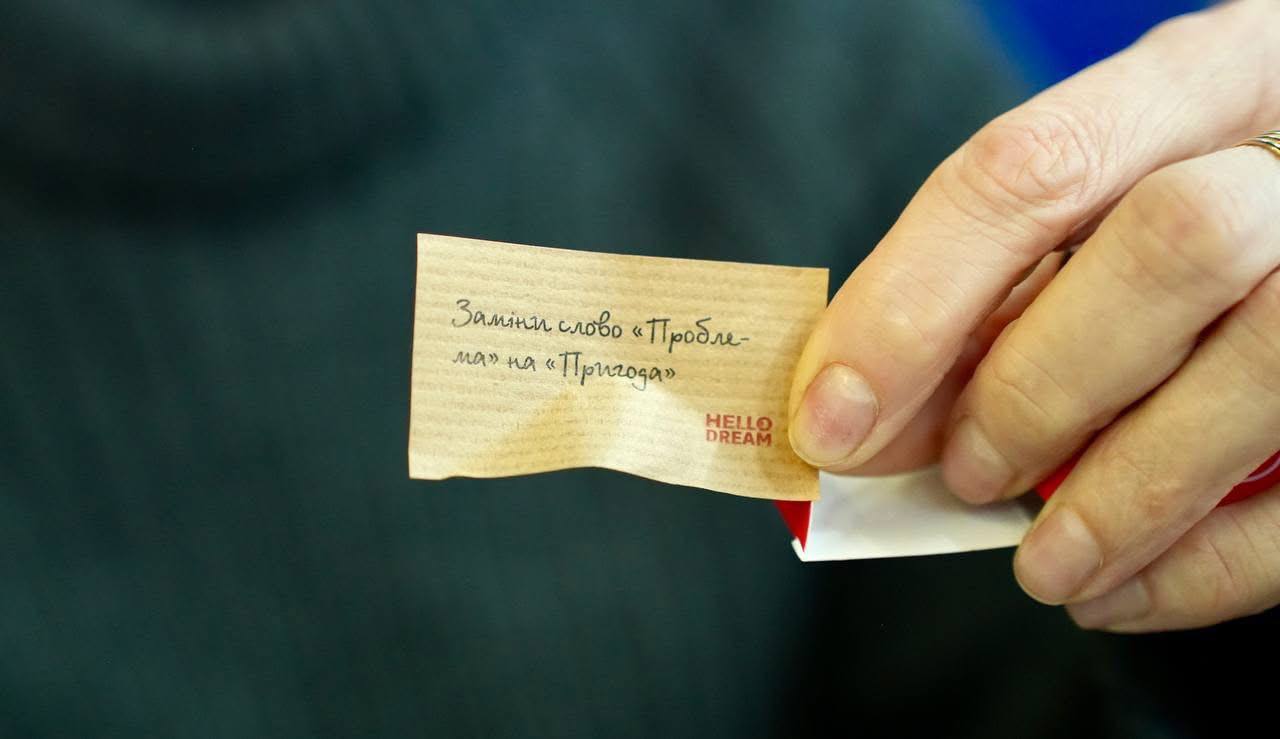 Заміни слово «Пробле-
ма» на «Пригода»
HELLO
DREAM